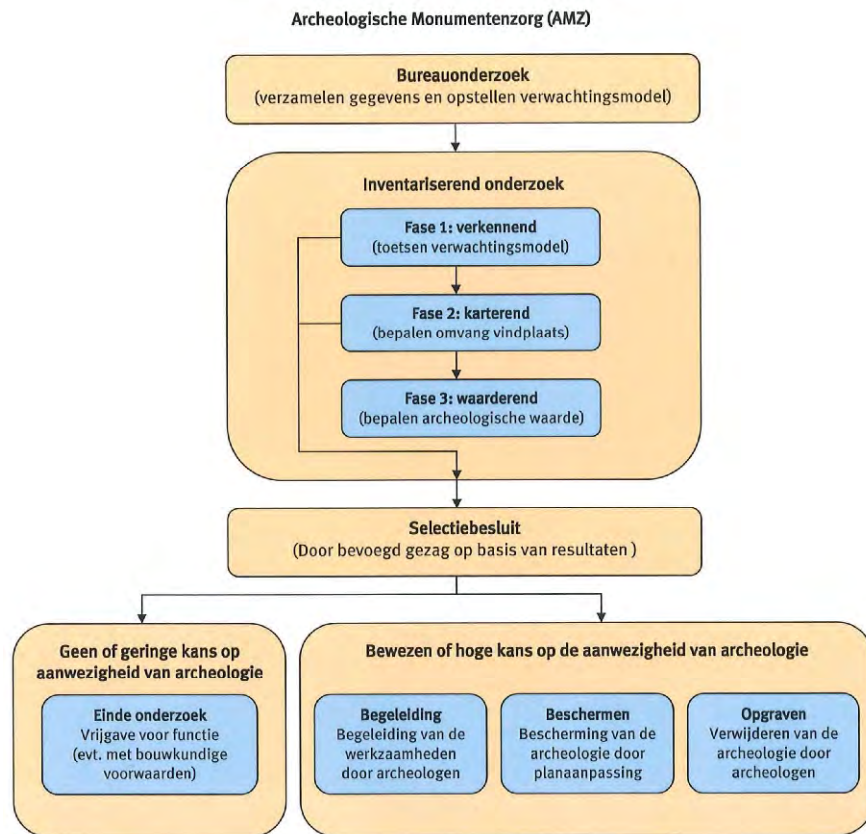 Archeologische Monumentenzorg (AMZ)
Bureauonderzoek
(verzamelen gegevens en opstellen verwachtingsmodel)
Inventariserend onderzoek
Fase 1: verkennend
(toetsen verwachtingsmodel)
Fase 2: karterend
(bepalen omvang vindplaats)
Fase 3: waarderend
(bepalen archeologische waarde)
Selectiebesluit
(Door bevoegd gezag op basis van resultaten )
Geen of geringe kans op
aanwezigheid van archeologie
Einde onderzoek
Vrijgave voor functie
(evt. met bouwkundige
voorwaarden)
Bewezen of hoge kans op de aanwezigheid van archeologie
Begeleiding
Begeleiding van de
werkzaamheden
door archeologen
Beschermen
Bescherming van de
archeologie door
planaanpassing
Opgraven
Verwijderen van de
archeologie door
archeologen